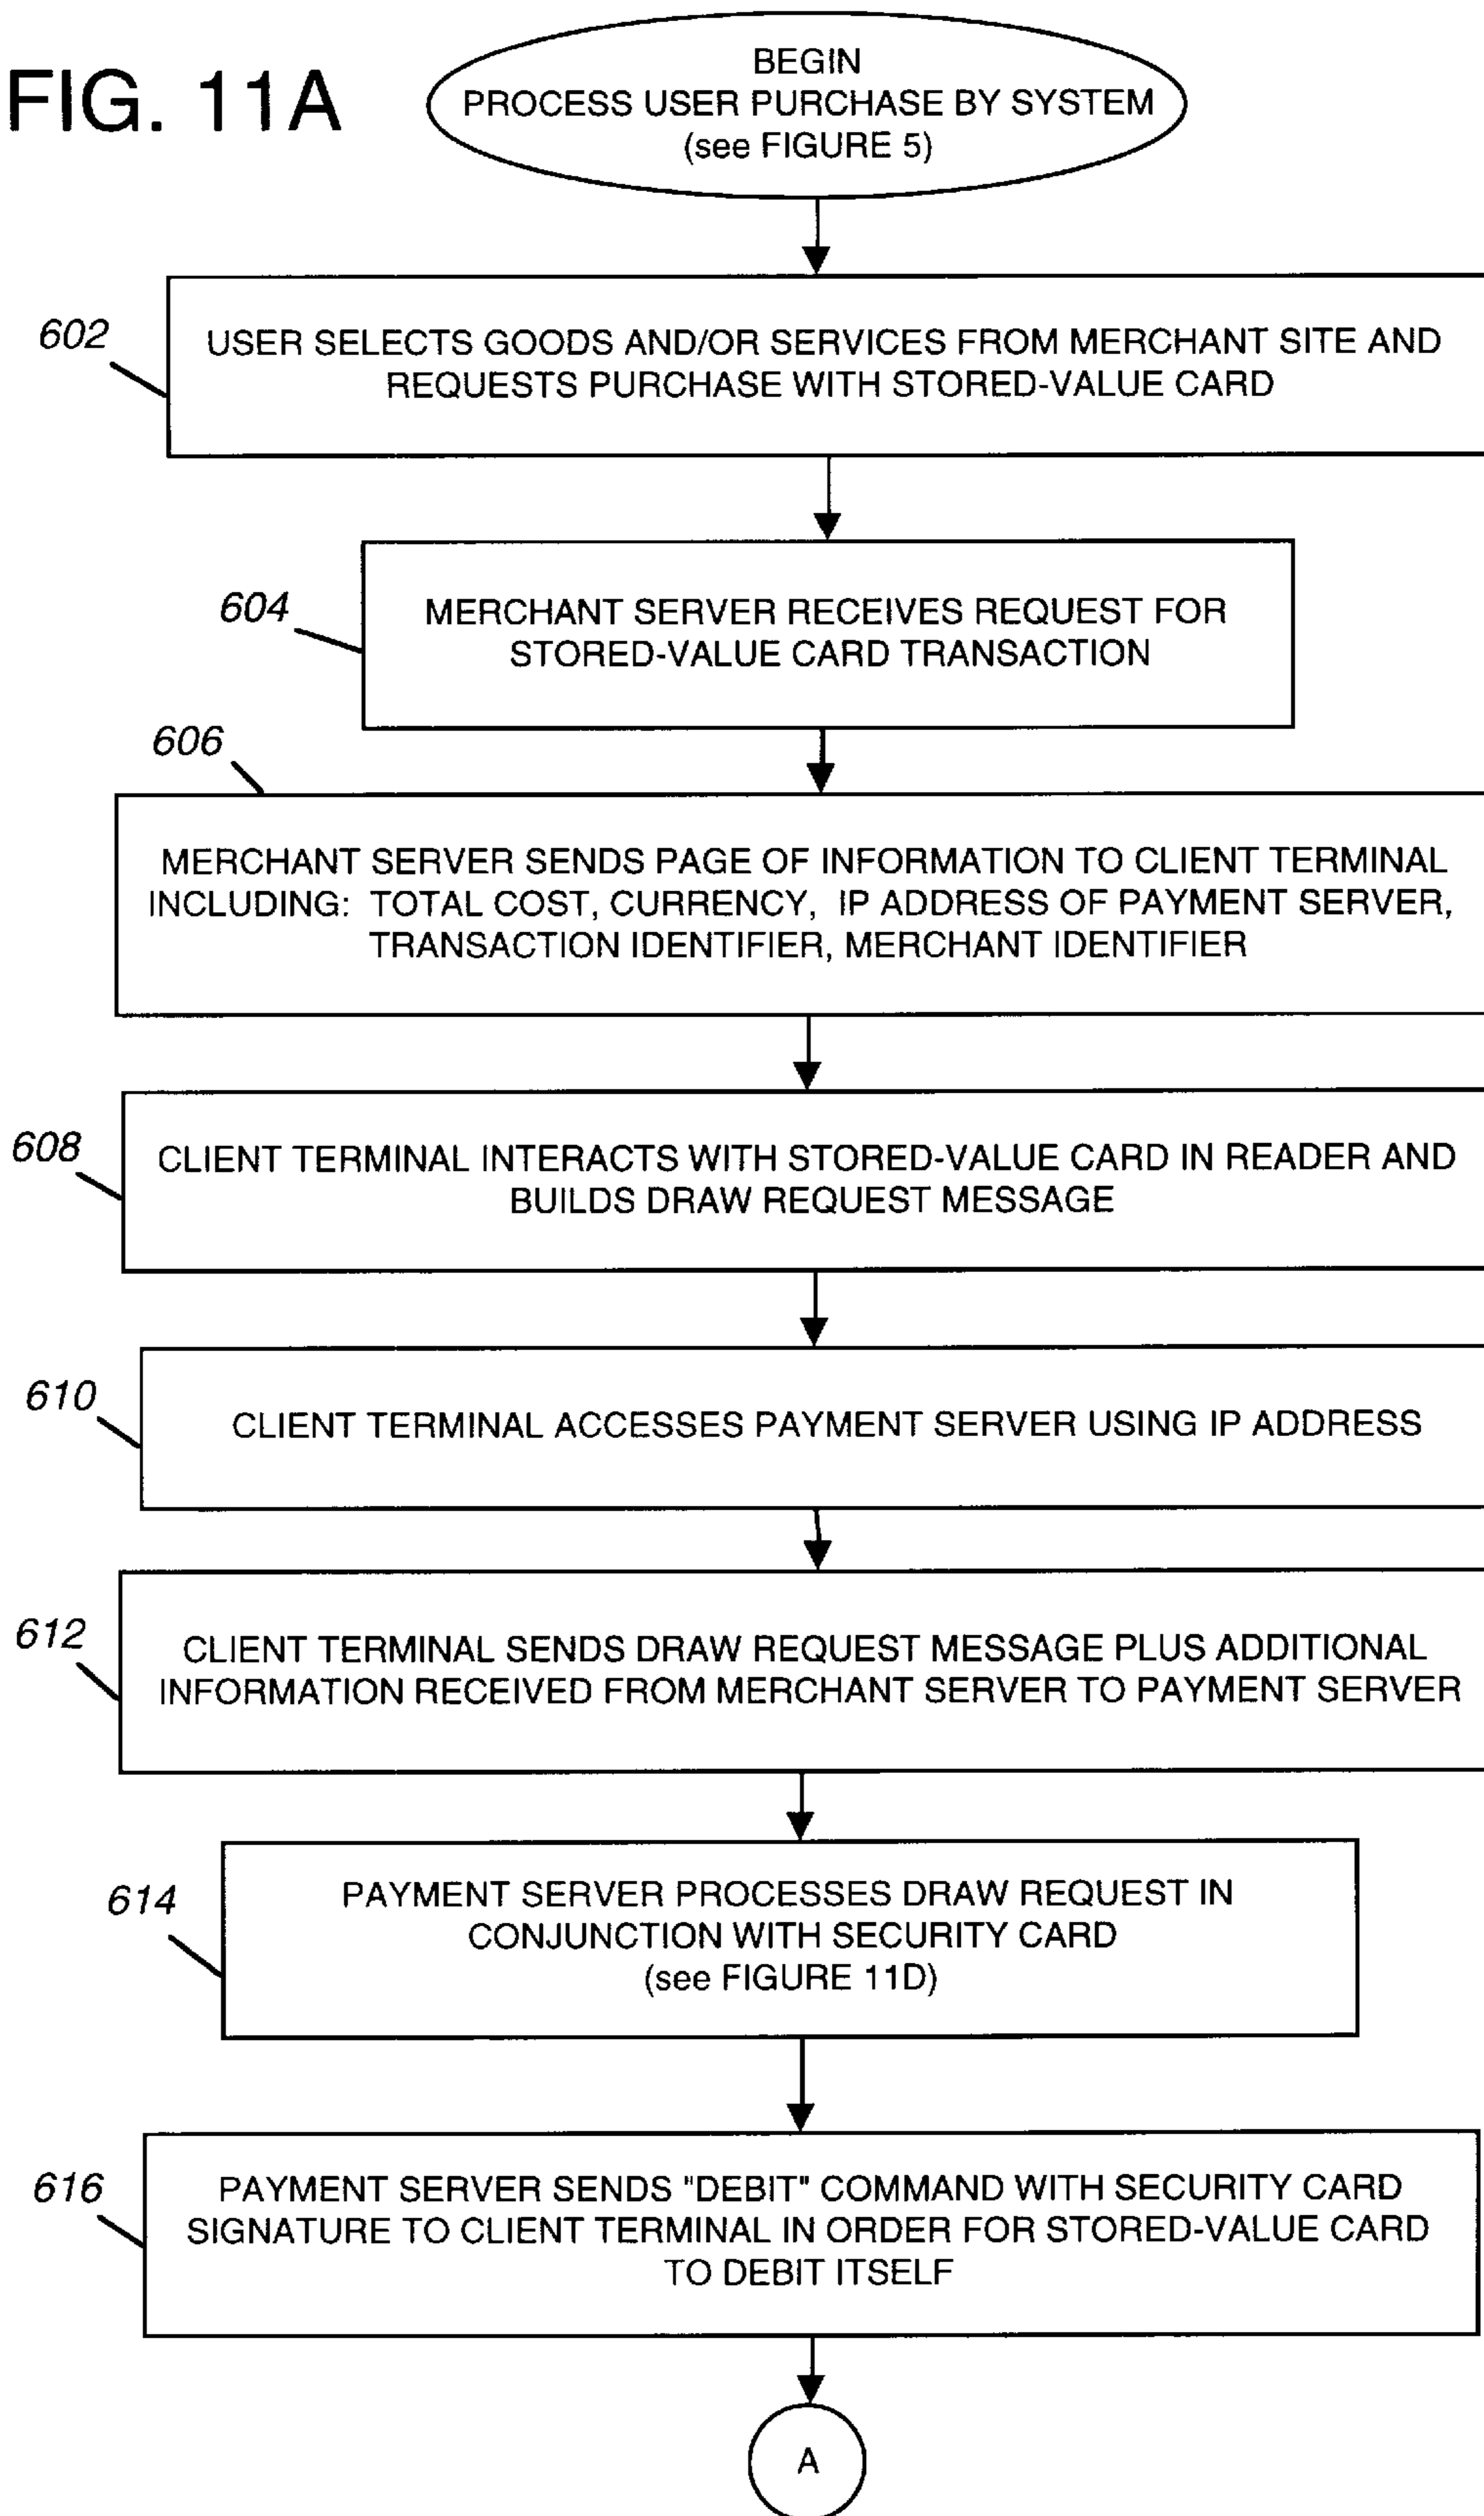 FIG. 11A
BEGIN
PROCESS USER PURCHASE BY SYSTEM
(see FIGURE 5)
602
USER SELECTS GOODS AND/OR SERVICES FROM MERCHANT SITE AND
REQUESTS PURCHASE WITH STORED-VALUE CARD
604
MERCHANT SERVER RECEIVES REQUEST FOR
STORED-VALUE CARD TRANSACTION
606
MERCHANT SERVER SENDS PAGE OF INFORMATION TO CLIENT TERMINAL
INCLUDING: TOTAL COST, CURRENCY, IP ADDRESS OF PAYMENT SERVER,
TRANSACTION IDENTIFIER, MERCHANT IDENTIFIER
608
CLIENT TERMINAL INTERACTS WITH STORED-VALUE CARD IN READER AND
BUILDS DRAW REQUEST MESSAGE
610
CLIENT TERMINAL ACCESSES PAYMENT SERVER USING IP ADDRESS
612
CLIENT TERMINAL SENDS DRAW REQUEST MESSAGE PLUS ADDITIONAL
INFORMATION RECEIVED FROM MERCHANT SERVER TO PAYMENT SERVER
614
PAYMENT SERVER PROCESSES DRAW REQUEST IN
CONJUNCTION WITH SECURITY CARD
(see FIGURE 11D)
616
PAYMENT SERVER SENDS "DEBIT" COMMAND WITH SECURITY CARD
SIGNATURE TO CLIENT TERMINAL IN ORDER FOR STORED-VALUE CARD
TO DEBIT ITSELF
A